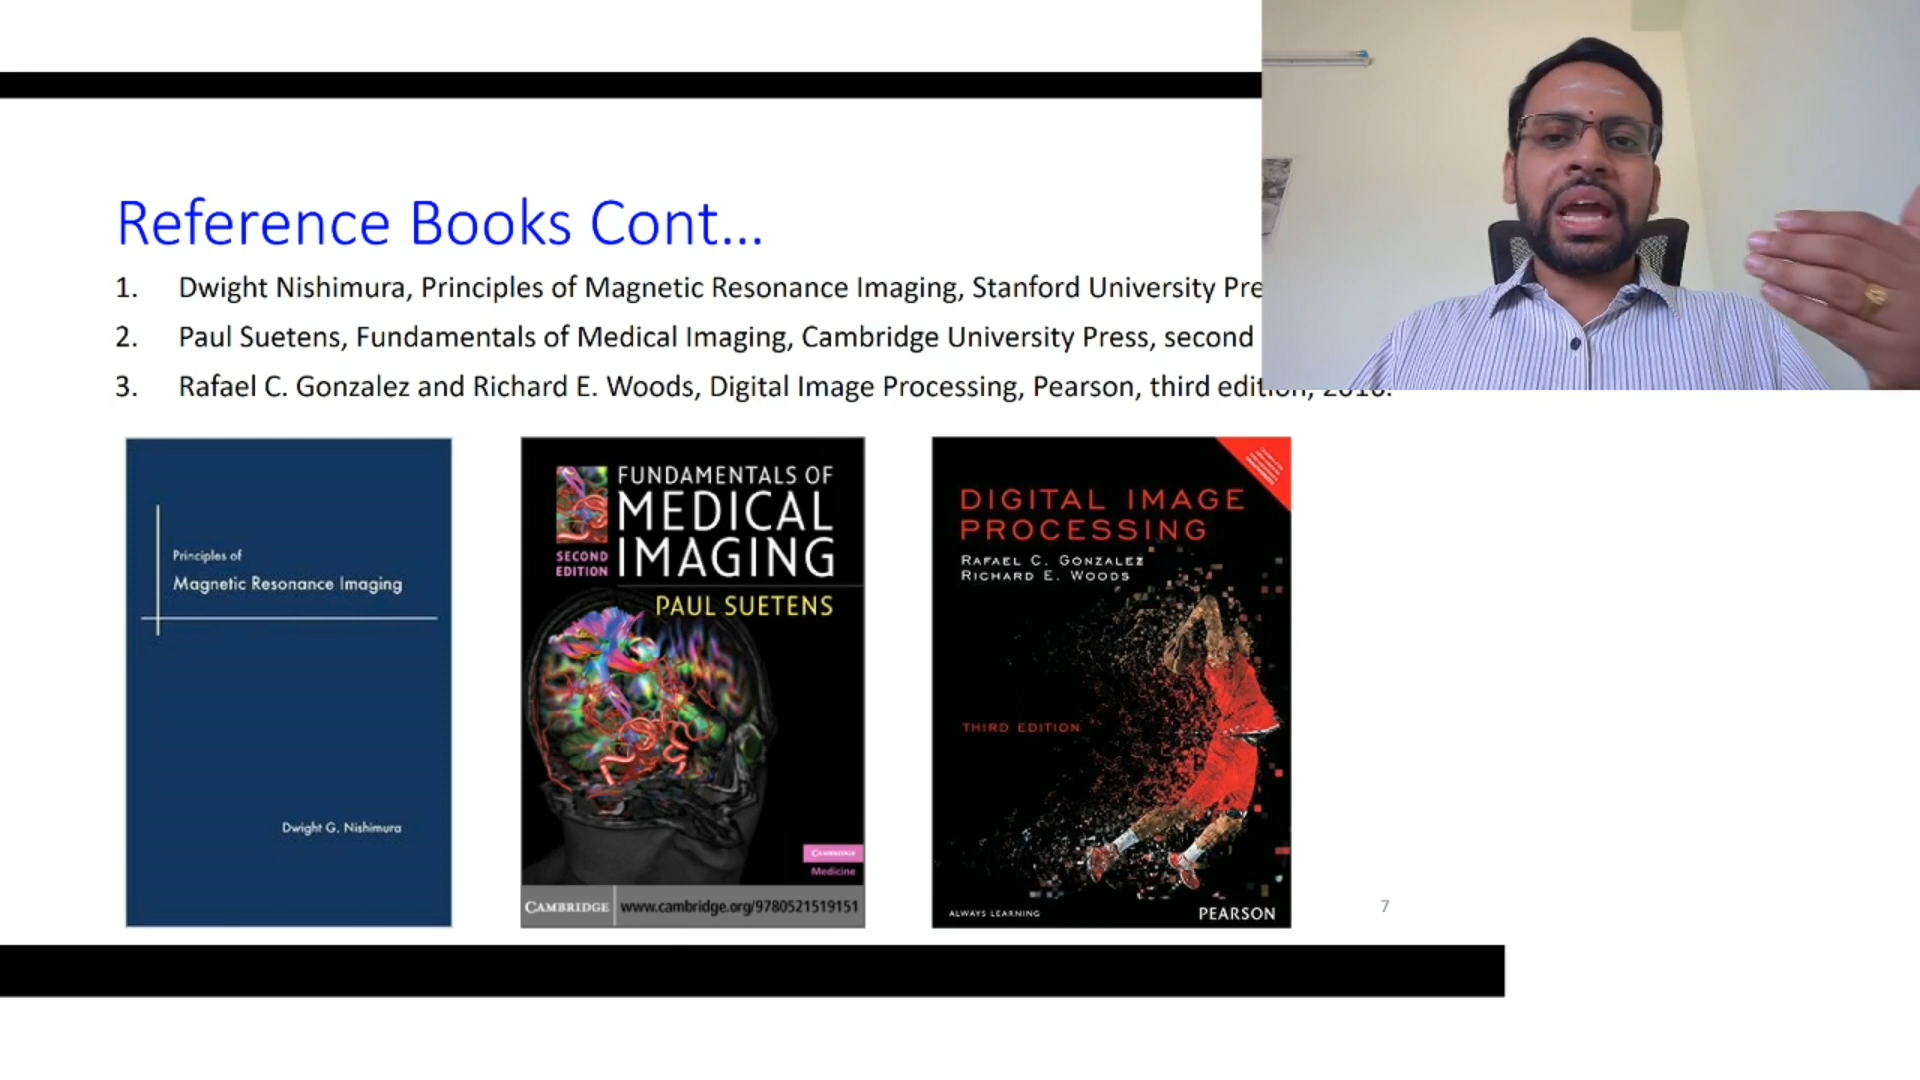 Reference Books Cont...
1. Dwight Nishimura, Principles of Magnetic Resonance Imaging, Stanford University Pre
2. Paul Suetens, Fundamentals of Medical Imaging, Cambridge University Press, second
3. Rafael C. Gonzalez and Richard E. Woods, Digital Image Processing, Pearson, third edition, 2016.
Principles of
Magnetic Resonance Imaging
Dwight G. Nishimura
FUNDAMENTALS OF
MEDICAL
IMAGING
SECOND
EDITION
PAUL SUETENS
CAMBRIDGE
Medicine
CAMBRIDGE www.cambridge.org/9780521519151
DIGITAL IMAGE
PROCESSING
RAFAEL C. GONZALEZ
RICHARD E. WOODS
THIRD EDITION
ALWAYS LEARNING
PEARSON
7